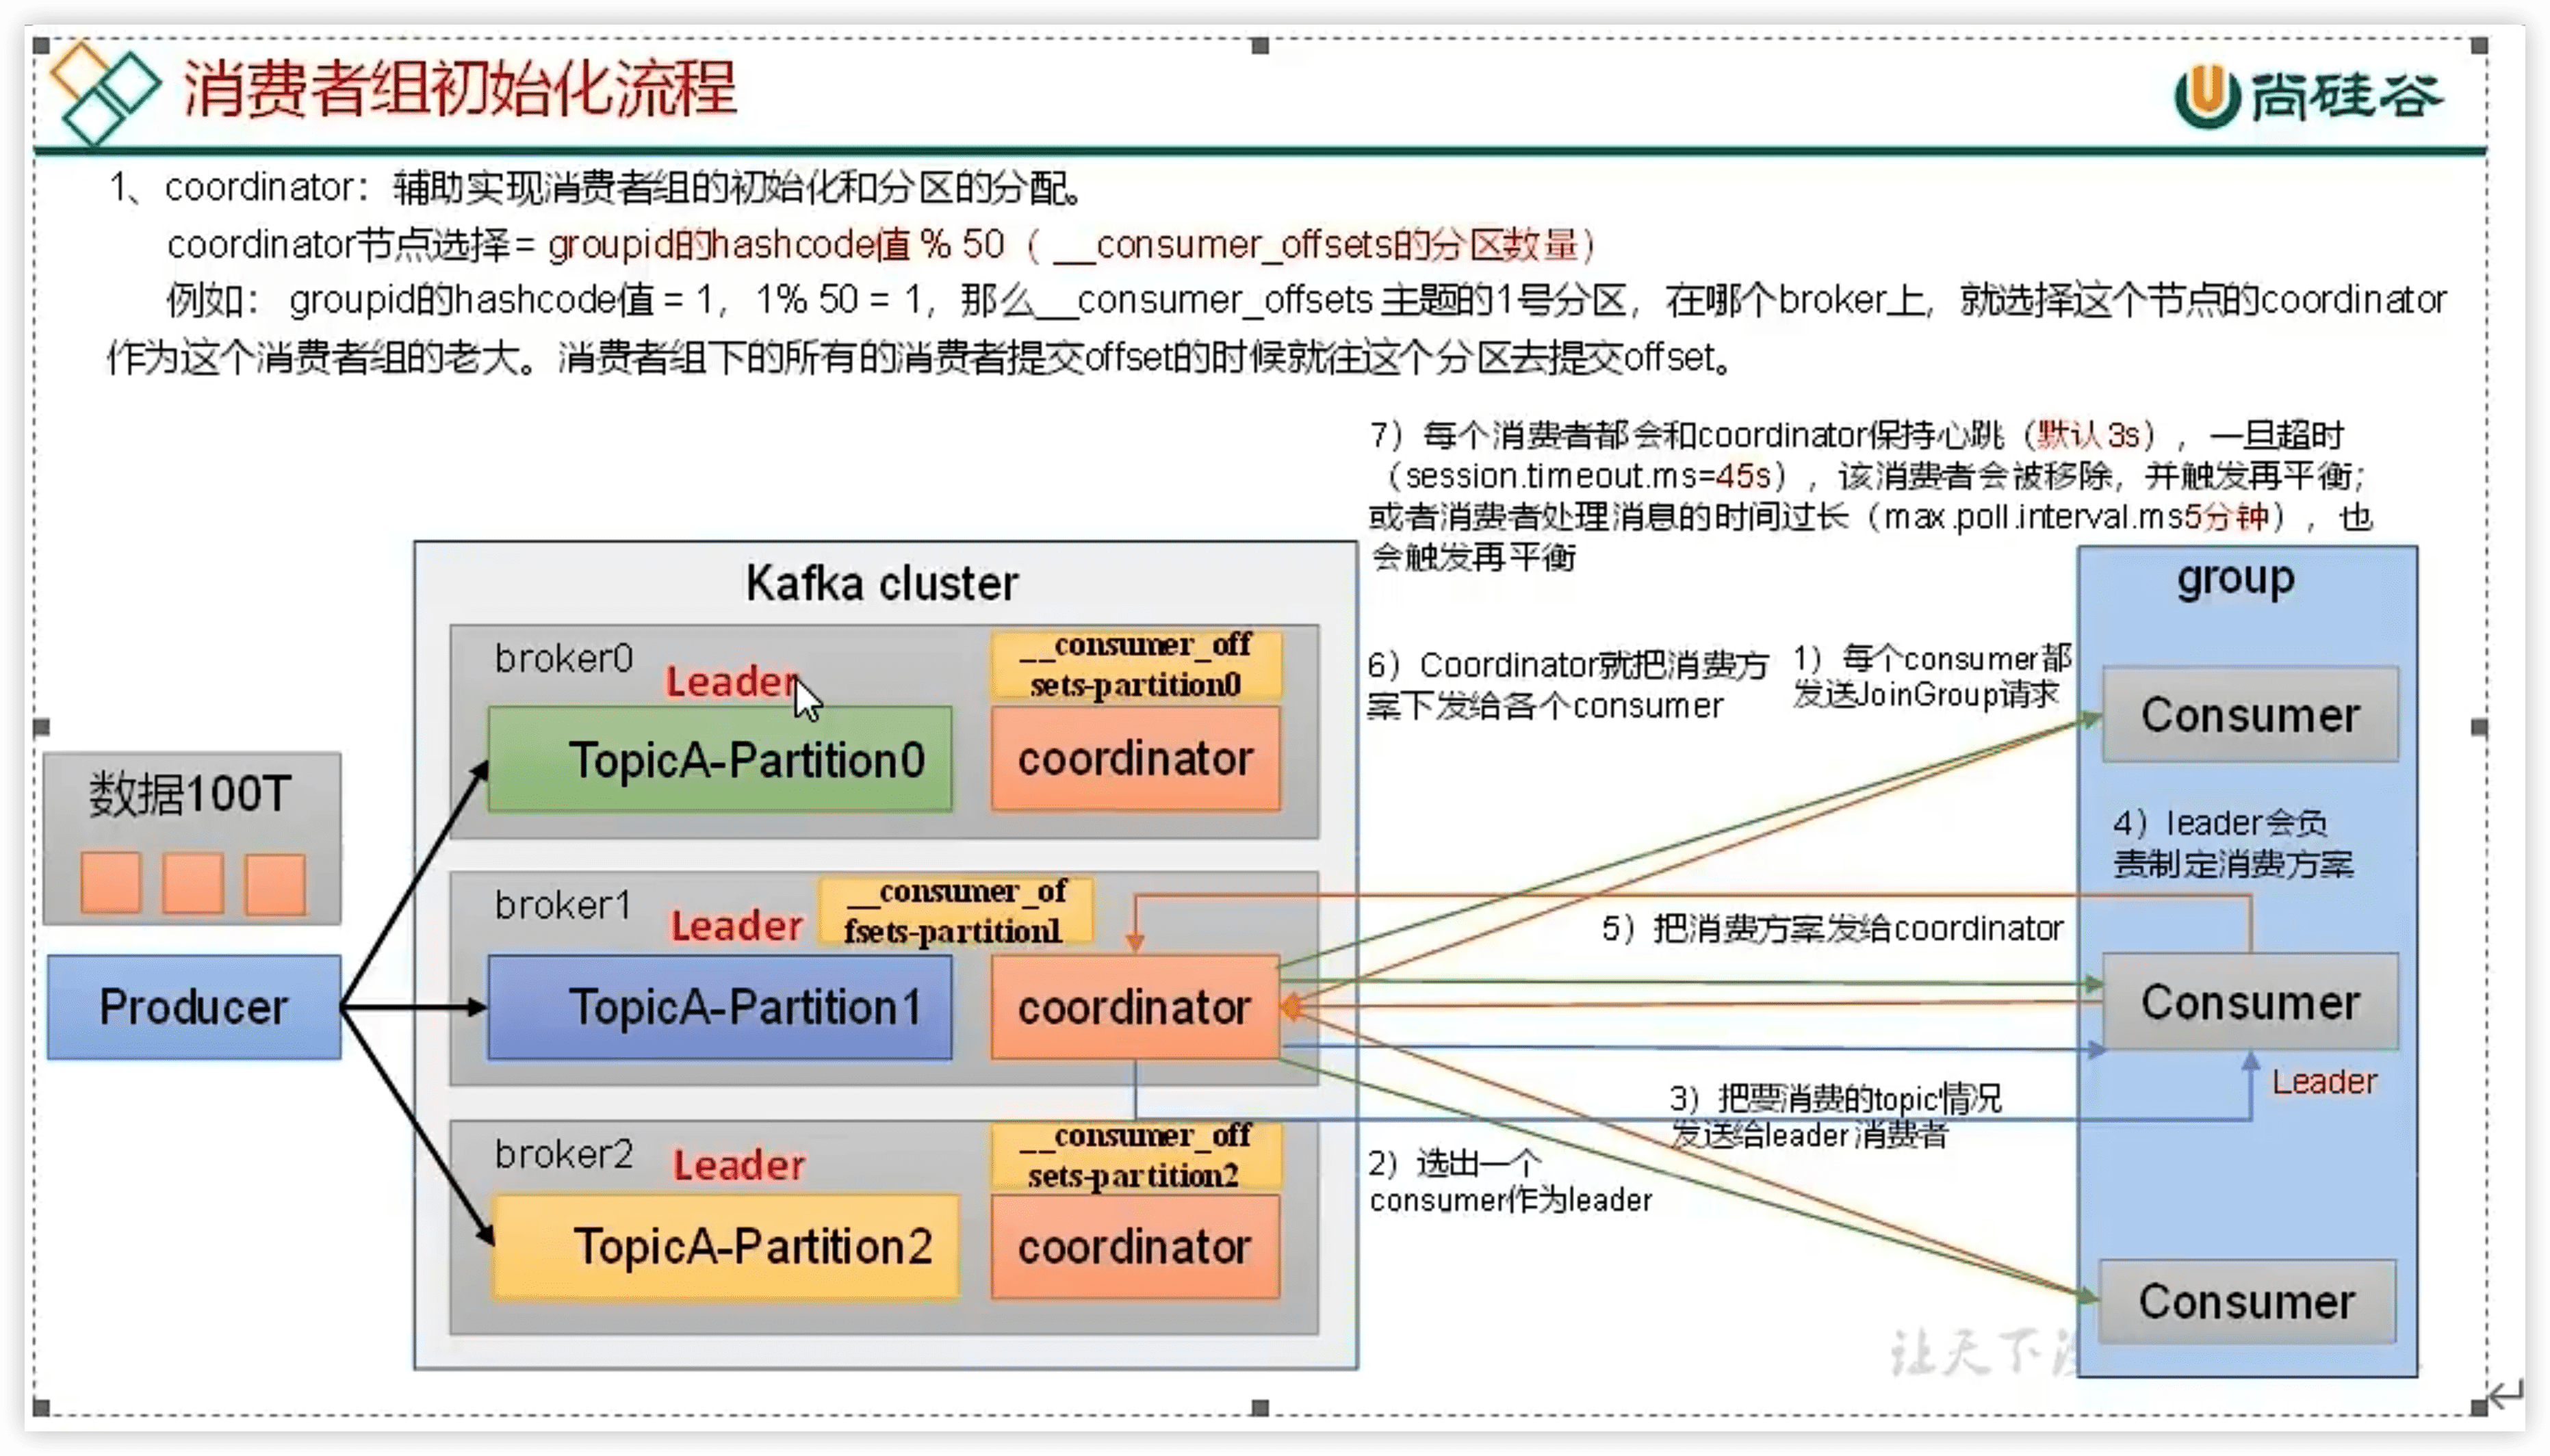 消费者组初始化流程
尚硅谷
1、coordinator：辅助实现消费者组的初始化和分区的分配。
coordinator节点选择 = groupid的hashcode值 % 50（ __consumer_offsets的分区数量）
例如： groupid的hashcode值 = 1，1% 50 = 1，那么__consumer_offsets 主题的1号分区，在哪个broker上，就选择这个节点的coordinator
作为这个消费者组的老大。消费者组下的所有的消费者提交offset的时候就往这个分区去提交offset。
7）每个消费者都会和coordinator保持心跳（默认3s），一旦超时
（session.timeout.ms=45s），该消费者会被移除，并触发再平衡；
或者消费者处理消息的时间过长（max.poll.interval.ms5分钟），也
会触发再平衡
Kafka cluster
group
broker0
Leader
__consumer_off
sets-partition0
TopicA-Partition0
coordinator
6）Coordinator就把消费方
案下发给各个consumer
1）每个consumer都
发送JoinGroup请求
Consumer
数据100T
4）leader会负
责制定消费方案
broker1
Leader
__consumer_of
fsets-partition1
5）把消费方案发给coordinator
Producer
TopicA-Partition1
coordinator
Consumer
Leader
3）把要消费的topic情况
发送给leader 消费者
broker2
Leader
__consumer_off
sets-partition2
2）选出一个
consumer作为leader
TopicA-Partition2
coordinator
Consumer
让天下没